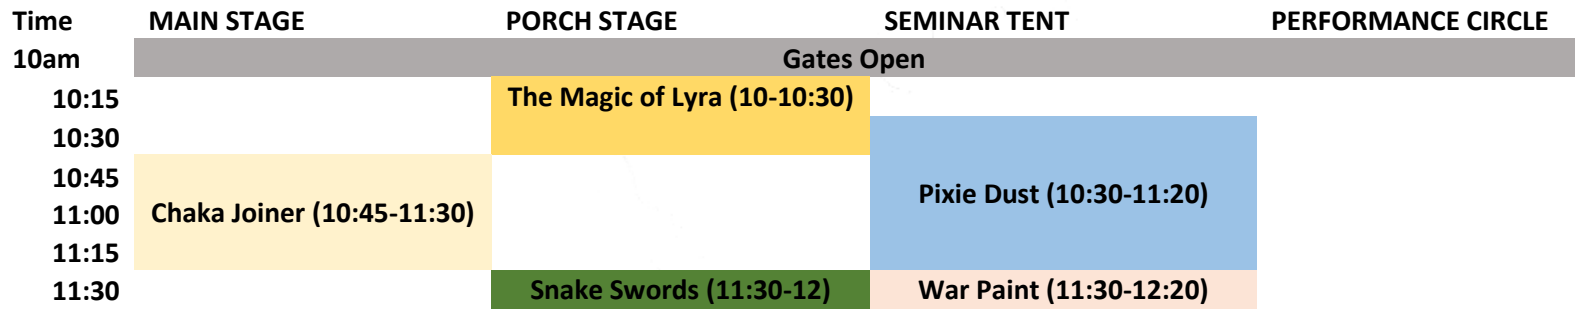 Time MAIN STAGE PORCH STAGE SEMINAR TENT PERFORMANCE CIRCLE
10am Gates Open
10:15 The Magic of Lyra (10-10:30)
10:30
10:45
Pixie Dust (10:30-11:20)
11:00 Chaka Joiner (10:45-11:30)
11:15
11:30 Snake Swords (11:30-12) War Paint (11:30-12:20)